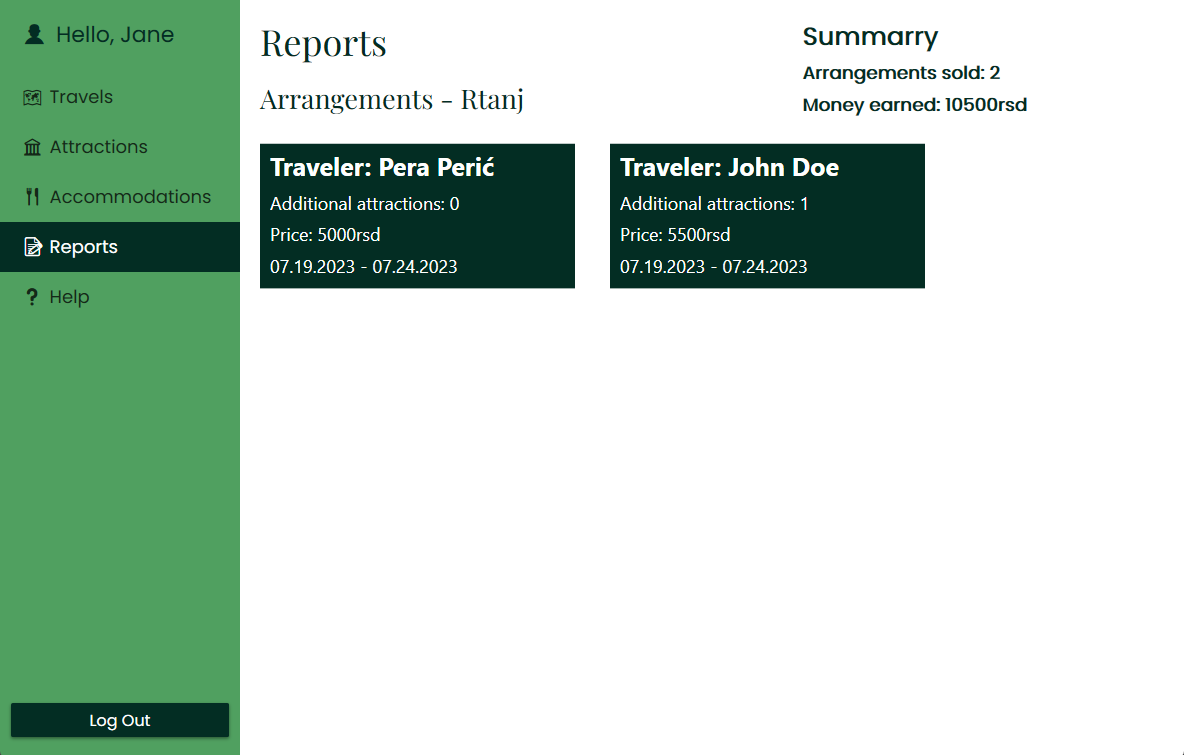 Hello, Jane
Travels
Attractions
Accommodations
Reports
Help
Log Out
Reports
Arrangements - Rtanj
Summarry
Arrangements sold: 2
Money earned: 10500rsd
Traveler: Pera Perić
Additional attractions: 0
Price: 5000rsd
07.19.2023 - 07.24.2023
Traveler: John Doe
Additional attractions: 1
Price: 5500rsd
07.19.2023 - 07.24.2023